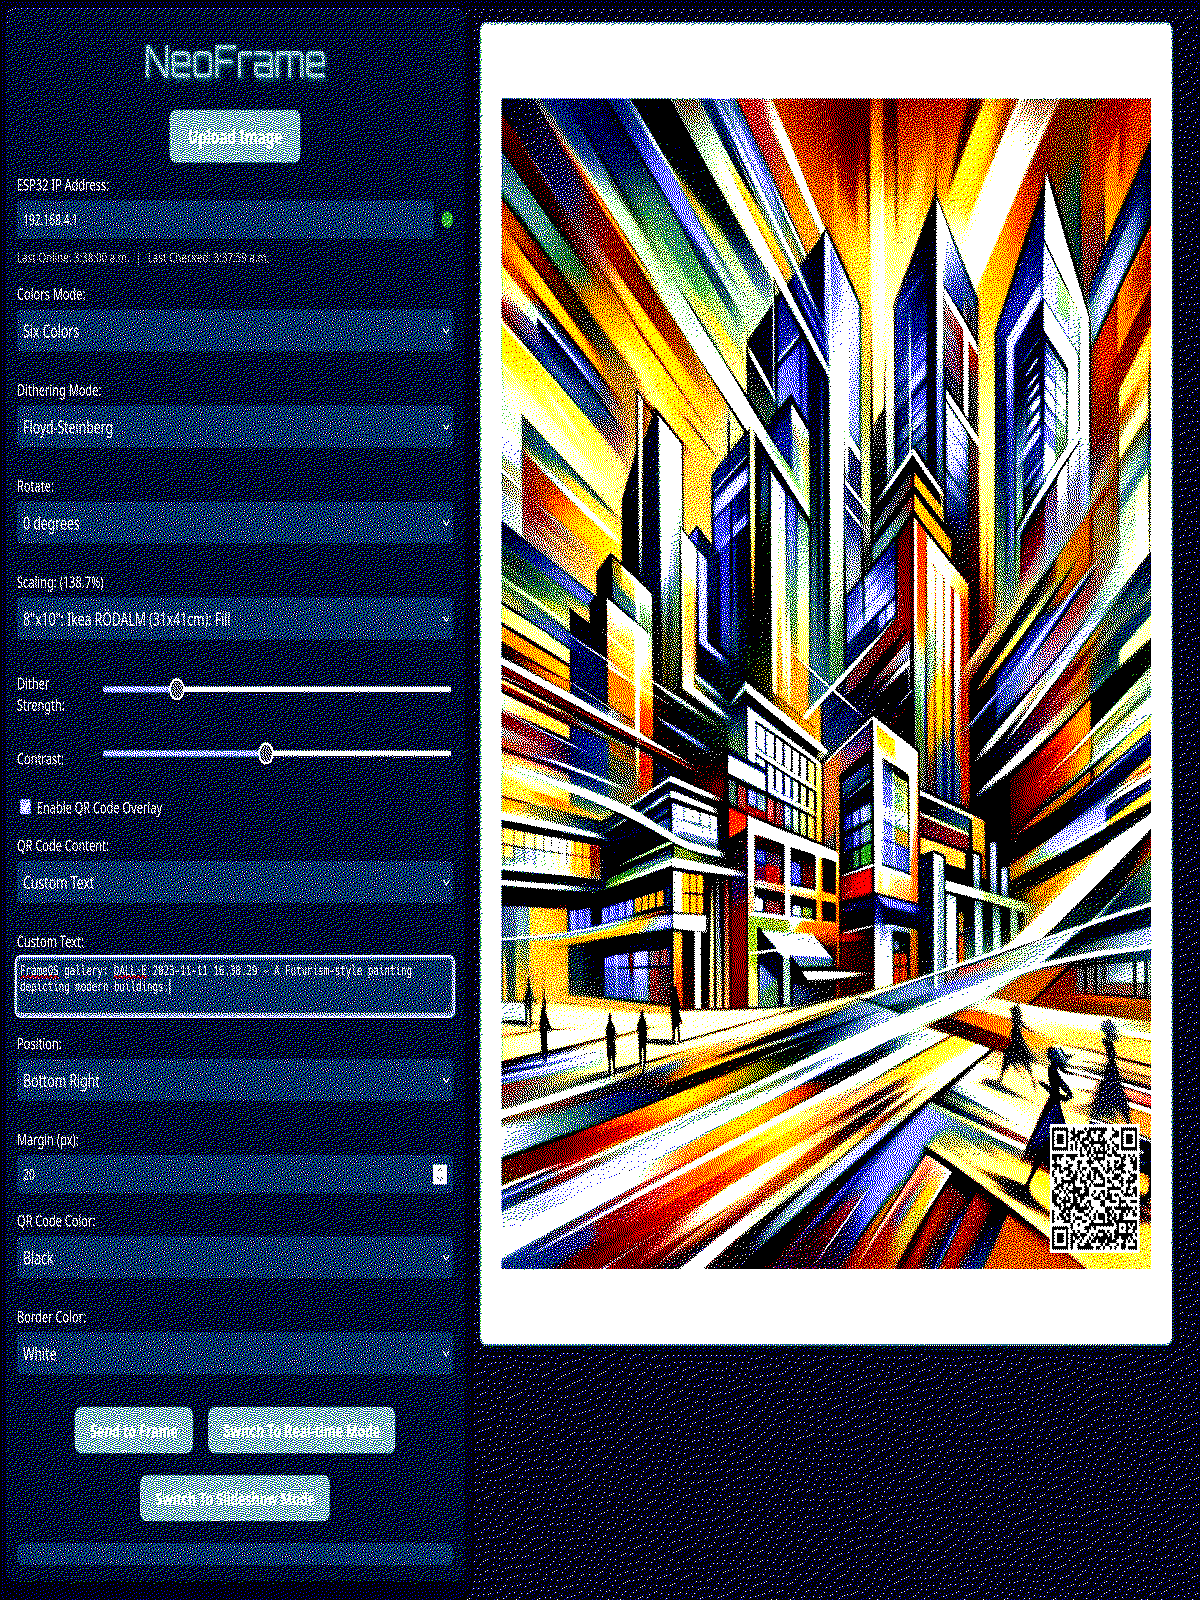 NeoFrame
Upload Image
ESP32 IP Address:
192.168.4.1
Last Online: 3:38:00 a.m. | Last Checked: 3:37:59 a.m.
Colors Mode:
Six Colors
Dithering Mode:
Floyd-Steinberg
Rotate:
0 degrees
Scaling: (138.7%)
8"x10": Ikea RÖDALM (31x41cm): Fill
Dither
Strength:
Contrast:
Enable QR Code Overlay
QR Code Content:
Custom Text
Custom Text:
FrameOS gallery: DALL-E 2023-11-11 16.38.29 - A Futurism-style painting
depicting modern buildings.
Position:
Bottom Right
Margin (px):
20
QR Code Color:
Black
Border Color:
White
Send to Frame
Switch To Real-time Mode
Switch To Slideshow Mode